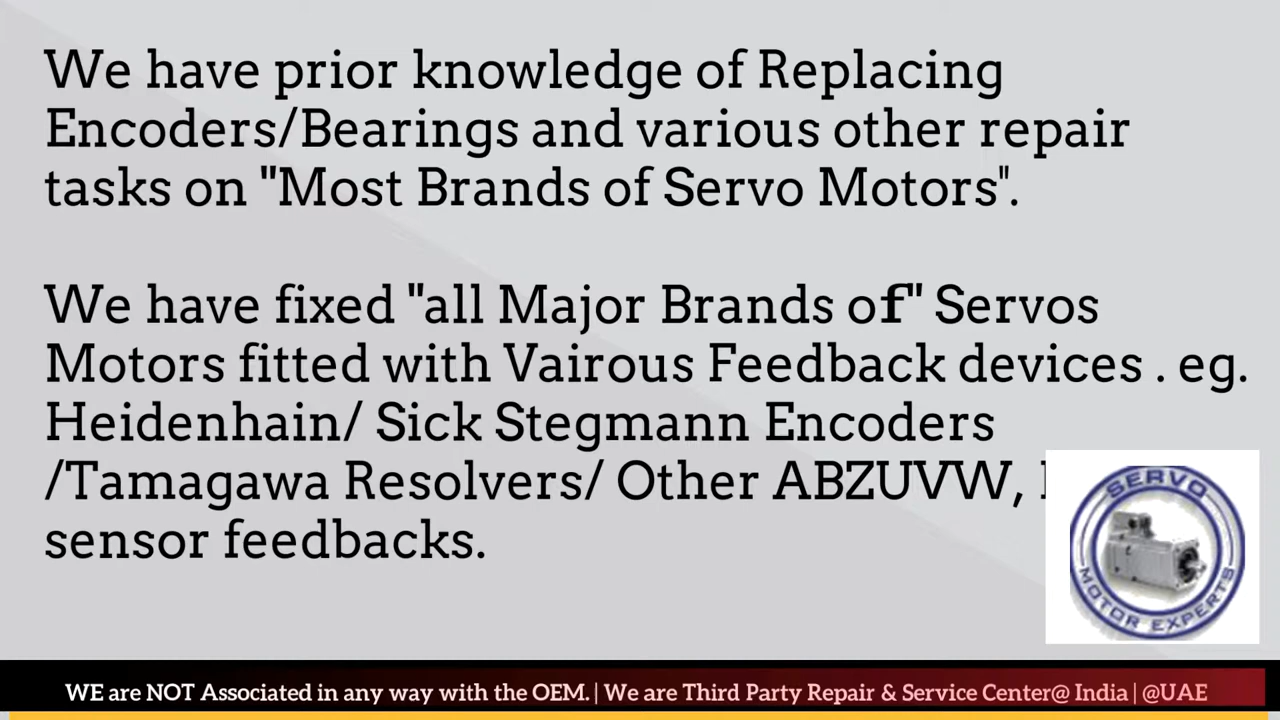 We have prior knowledge of Replacing
Encoders/Bearings and various other repair
tasks on "Most Brands of Servo Motors".
We have fixed "all Major Brands of" Servos
Motors fitted with Vairous Feedback devices . eg.
Heidenhain/ Sick Stegmann Encoders
/Tamagawa Resolvers/ Other ABZUVW,
sensor feedbacks.
SERVO
MOTOR EXPERTS
WE are NOT Associated in any way with the OEM. | We are Third Party Repair & Service Center@ India | @UAE